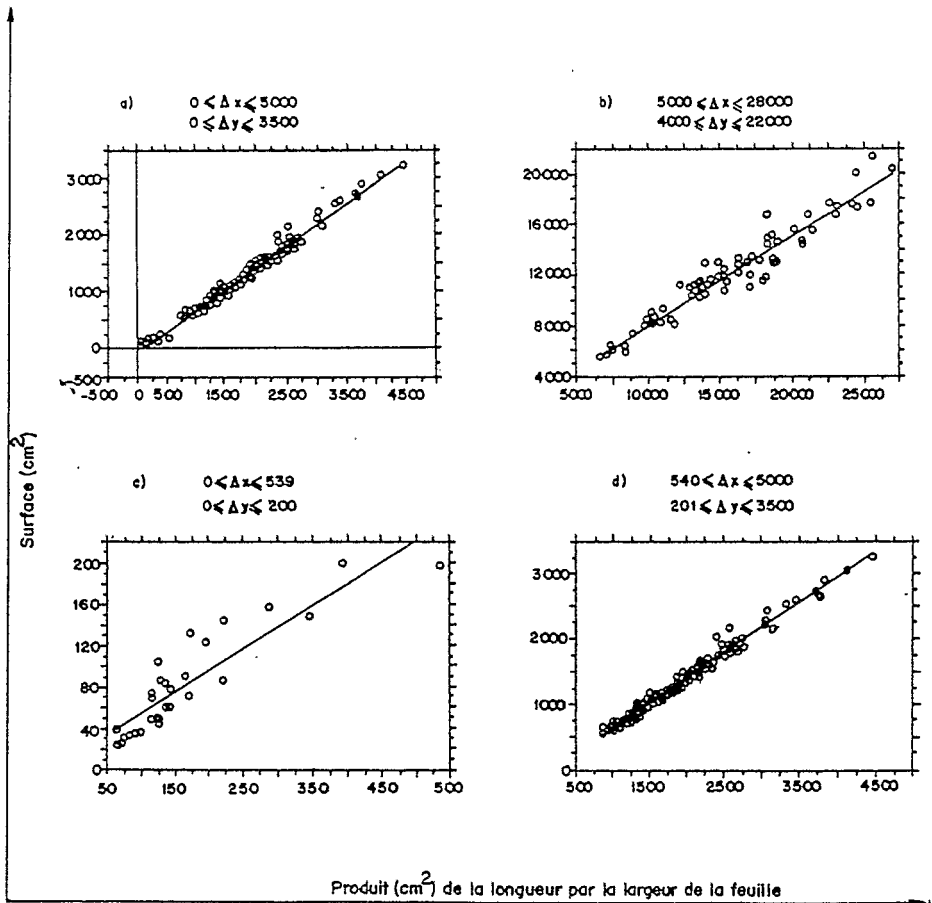 a) 0 ⩽ Δx ⩽ 5000
0 ⩽ Δy ⩽ 3500
3000
2000
1000
0
-500
-500 0 500 1500 2500 3500 4500
b) 5000 ⩽ Δx ⩽ 28000
4000 ⩽ Δy ⩽ 22000
20000
16000
12000
8000
4000
5000 10000 15000 20000 25000
c) 0 ⩽ Δx ⩽ 539
0 ⩽ Δy ⩽ 200
200
160
120
80
40
0
50 150 250 350 450 500
d) 540 ⩽ Δx ⩽ 5000
201 ⩽ Δy ⩽ 3500
3000
2000
1000
0
500 1500 2500 3500 4500
Surface (cm²)
Produit (cm²) de la longueur par la largeur de la feuille